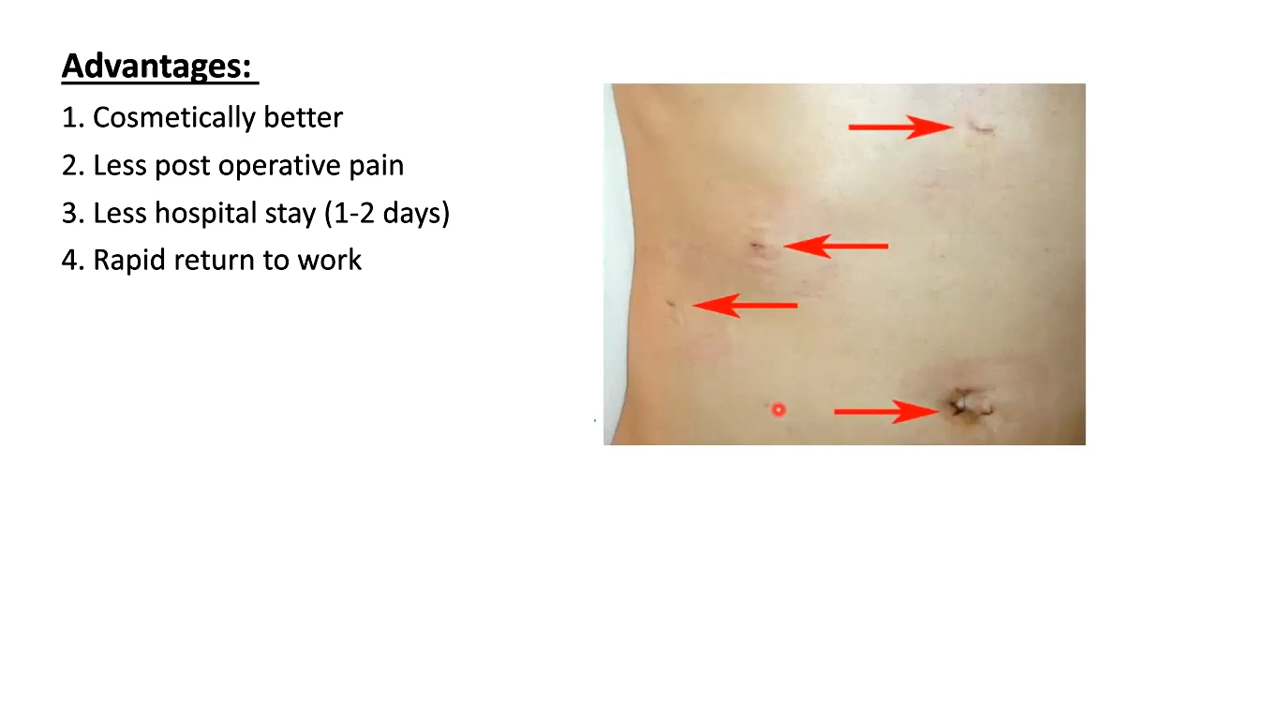 Advantages:
1. Cosmetically better
2. Less post operative pain
3. Less hospital stay (1-2 days)
4. Rapid return to work